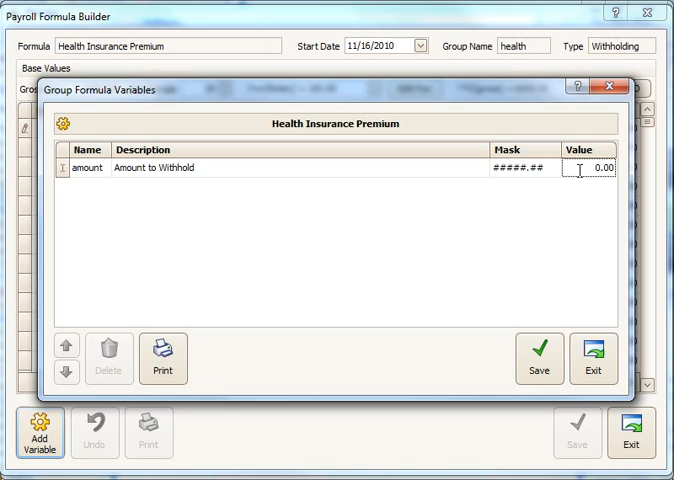 Payroll Formula Builder
Formula Health Insurance Premium Start Date 11/16/2010 Group Name health Type Withholding
Base Values
Gros
Group Formula Variables
Health Insurance Premium
Name Description Mask Value
amount Amount to Withhold #####.## 0.00
Delete Print Save Exit
Add Variable Undo Print Save Exit